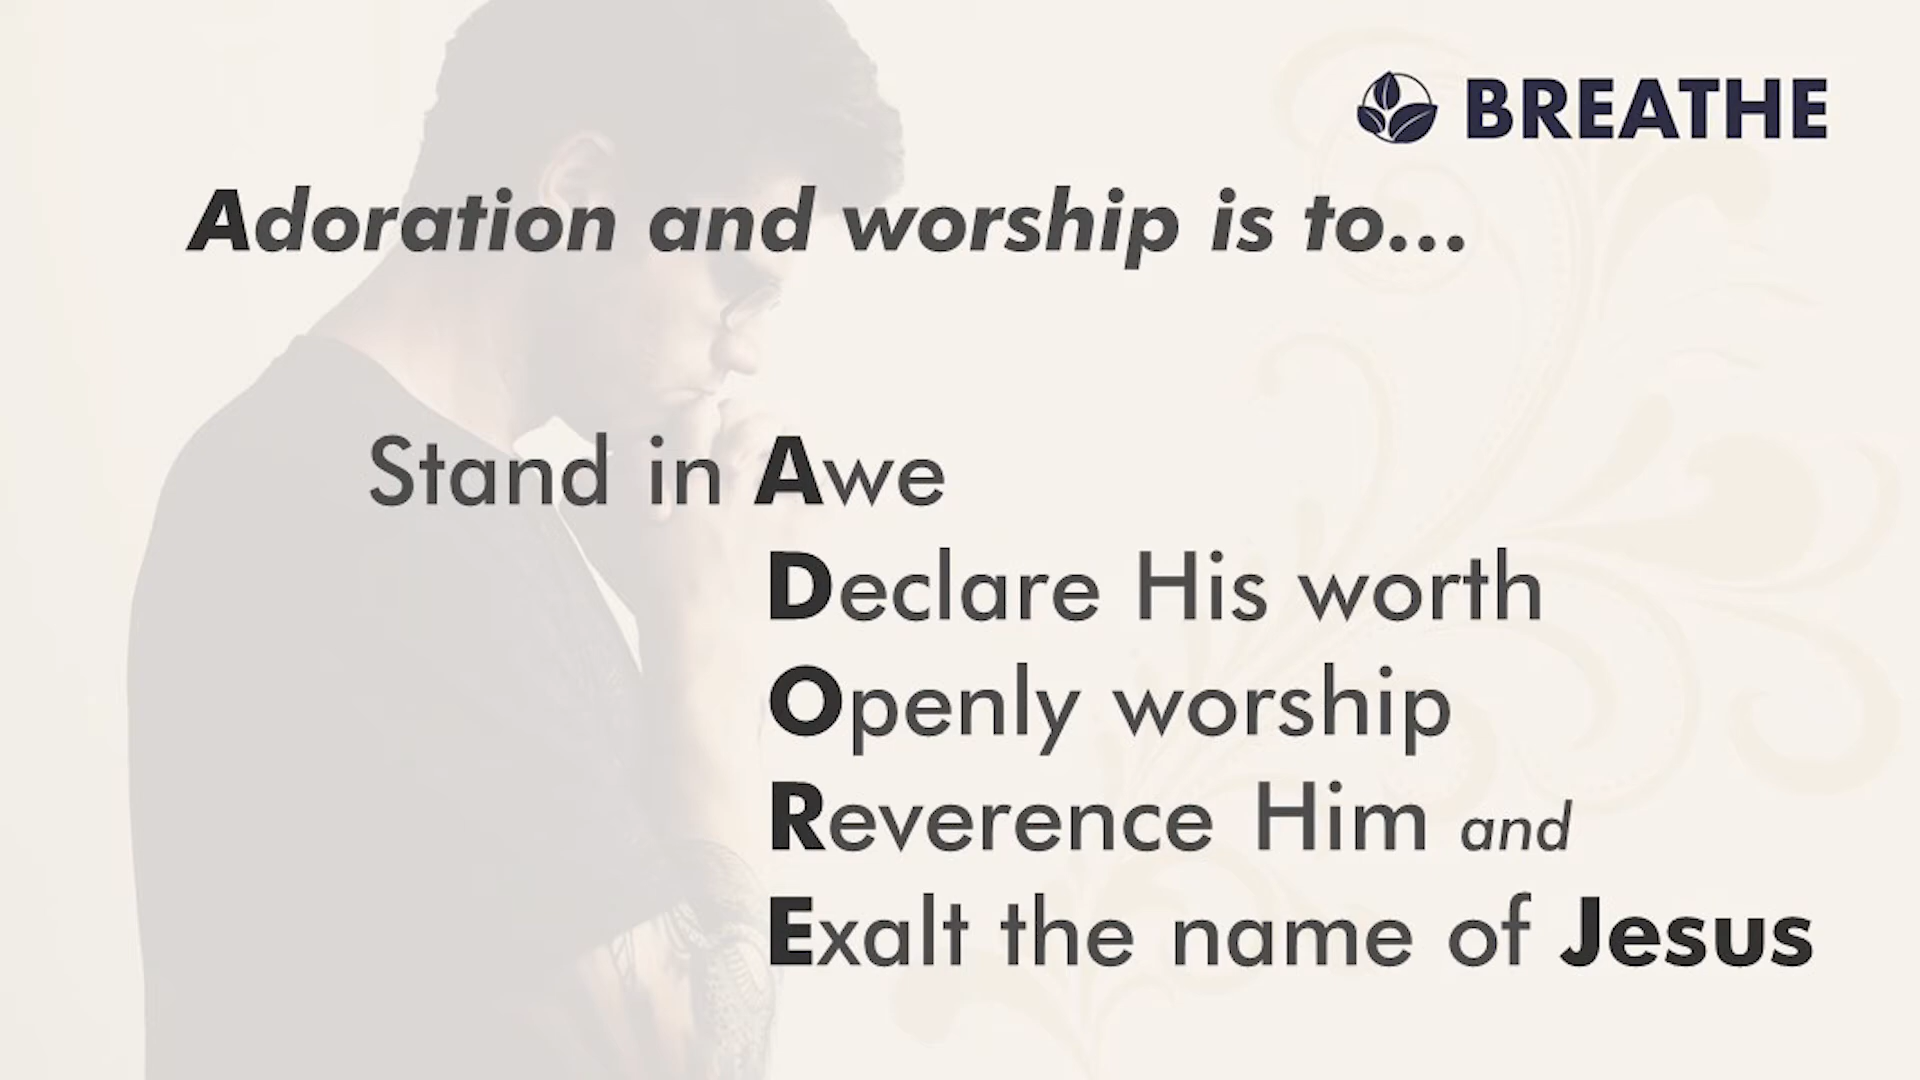 BREATHE
Adoration and worship is to...
Stand in Awe
Declare His worth
Openly worship
Reverence Him and
Exalt the name of Jesus